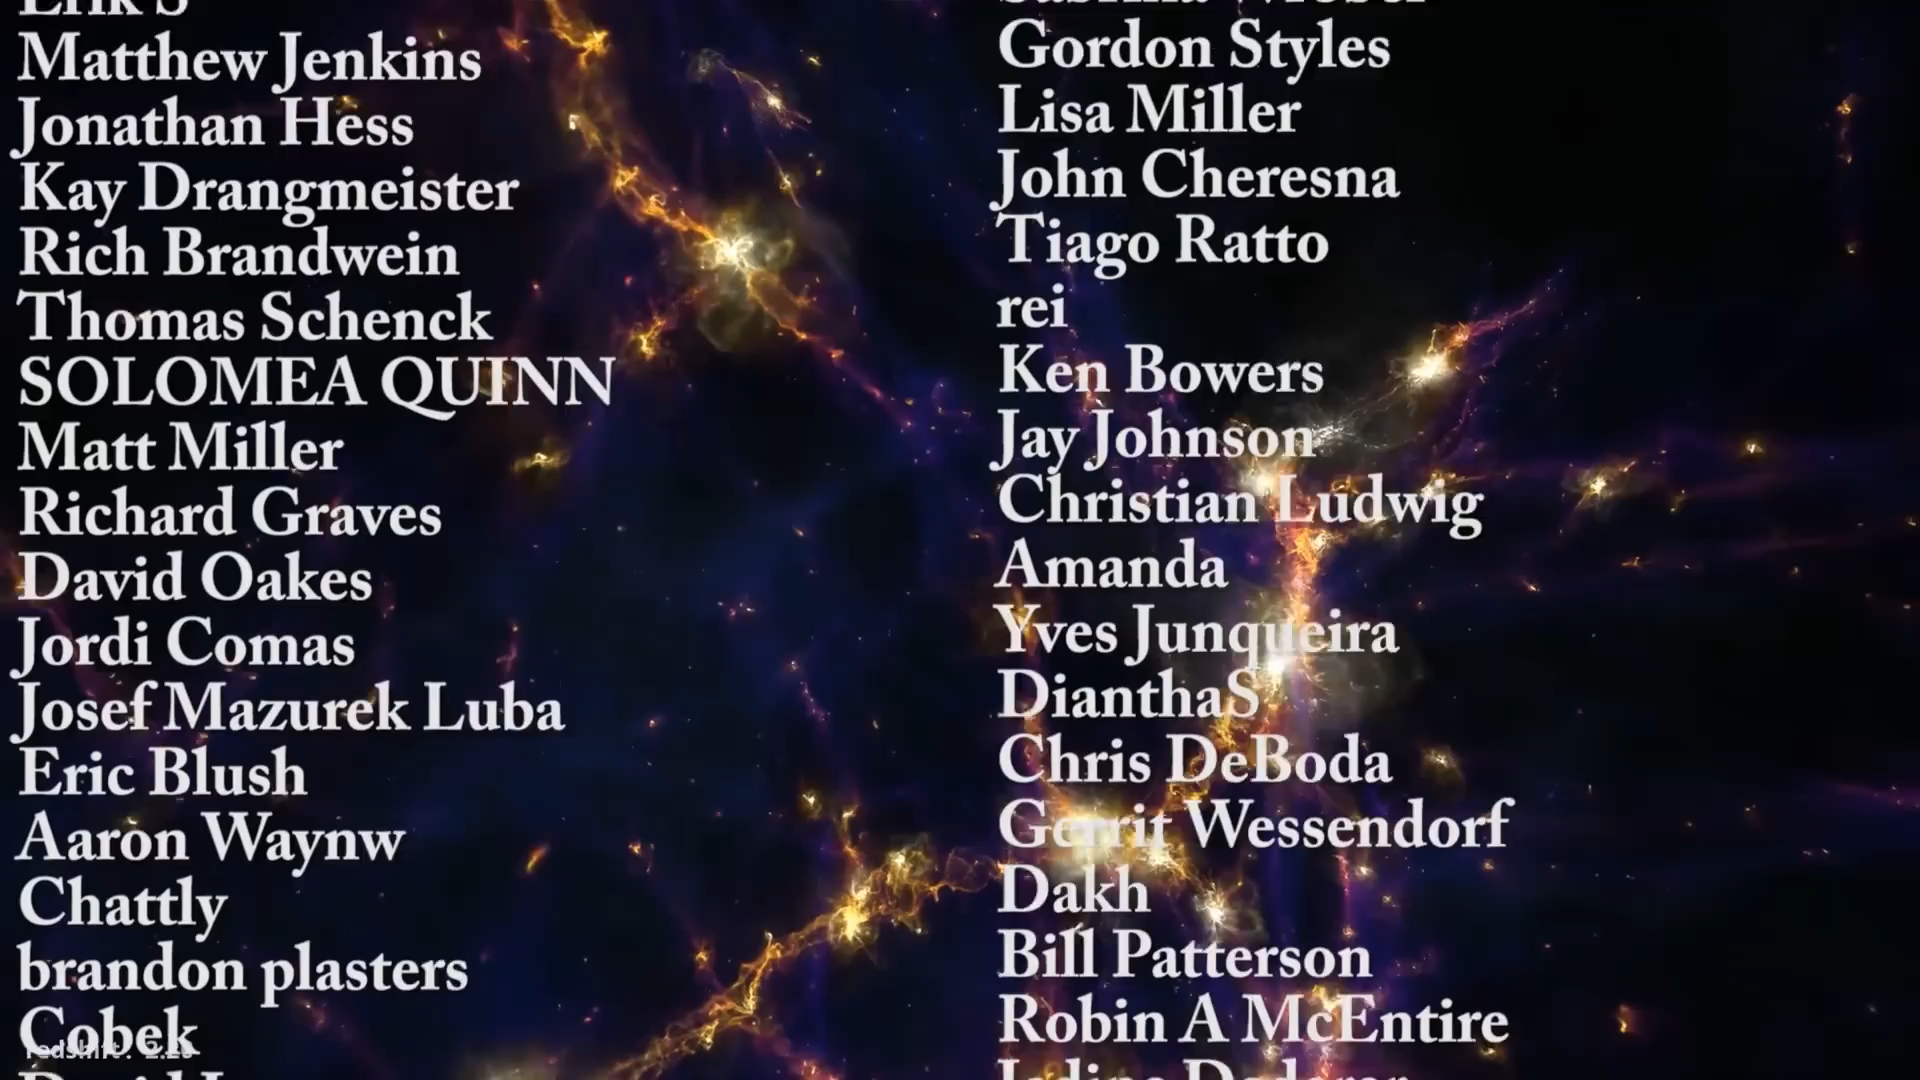 Erik S
Matthew Jenkins
Jonathan Hess
Kay Drangmeister
Rich Brandwein
Thomas Schenck
SOLOMEA QUINN
Matt Miller
Richard Graves
David Oakes
Jordi Comas
Josef Mazurek Luba
Eric Blush
Aaron Waynw
Chattly
brandon plasters
Cobek
Gordon Styles
Lisa Miller
John Cheresna
Tiago Ratto
rei
Ken Bowers
Jay Johnson
Christian Ludwig
Amanda
Yves Junqueira
DianthaS
Chris DeBoda
Gerrit Wessendorf
Dakh
Bill Patterson
Robin A McEntire